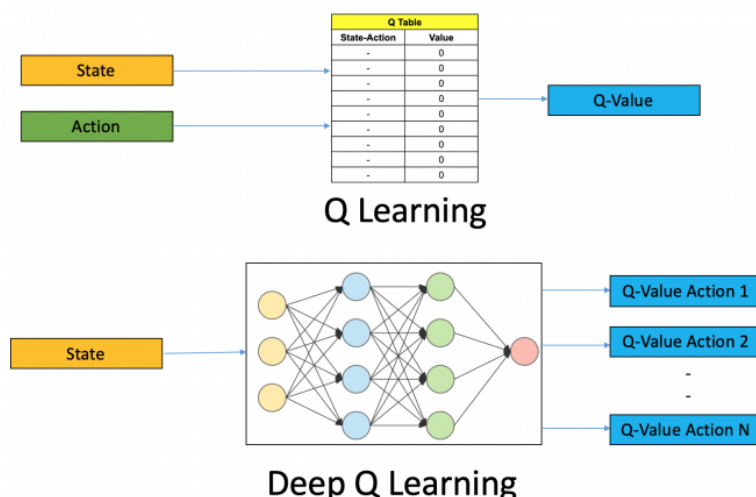 Q Table
State-Action Value
- 0
- 0
- 0
- 0
- 0
- 0
- 0
- 0
- 0
State
Action
Q-Value
Q Learning
State
Q-Value Action 1
Q-Value Action 2
-
-
Q-Value Action N
Deep Q Learning